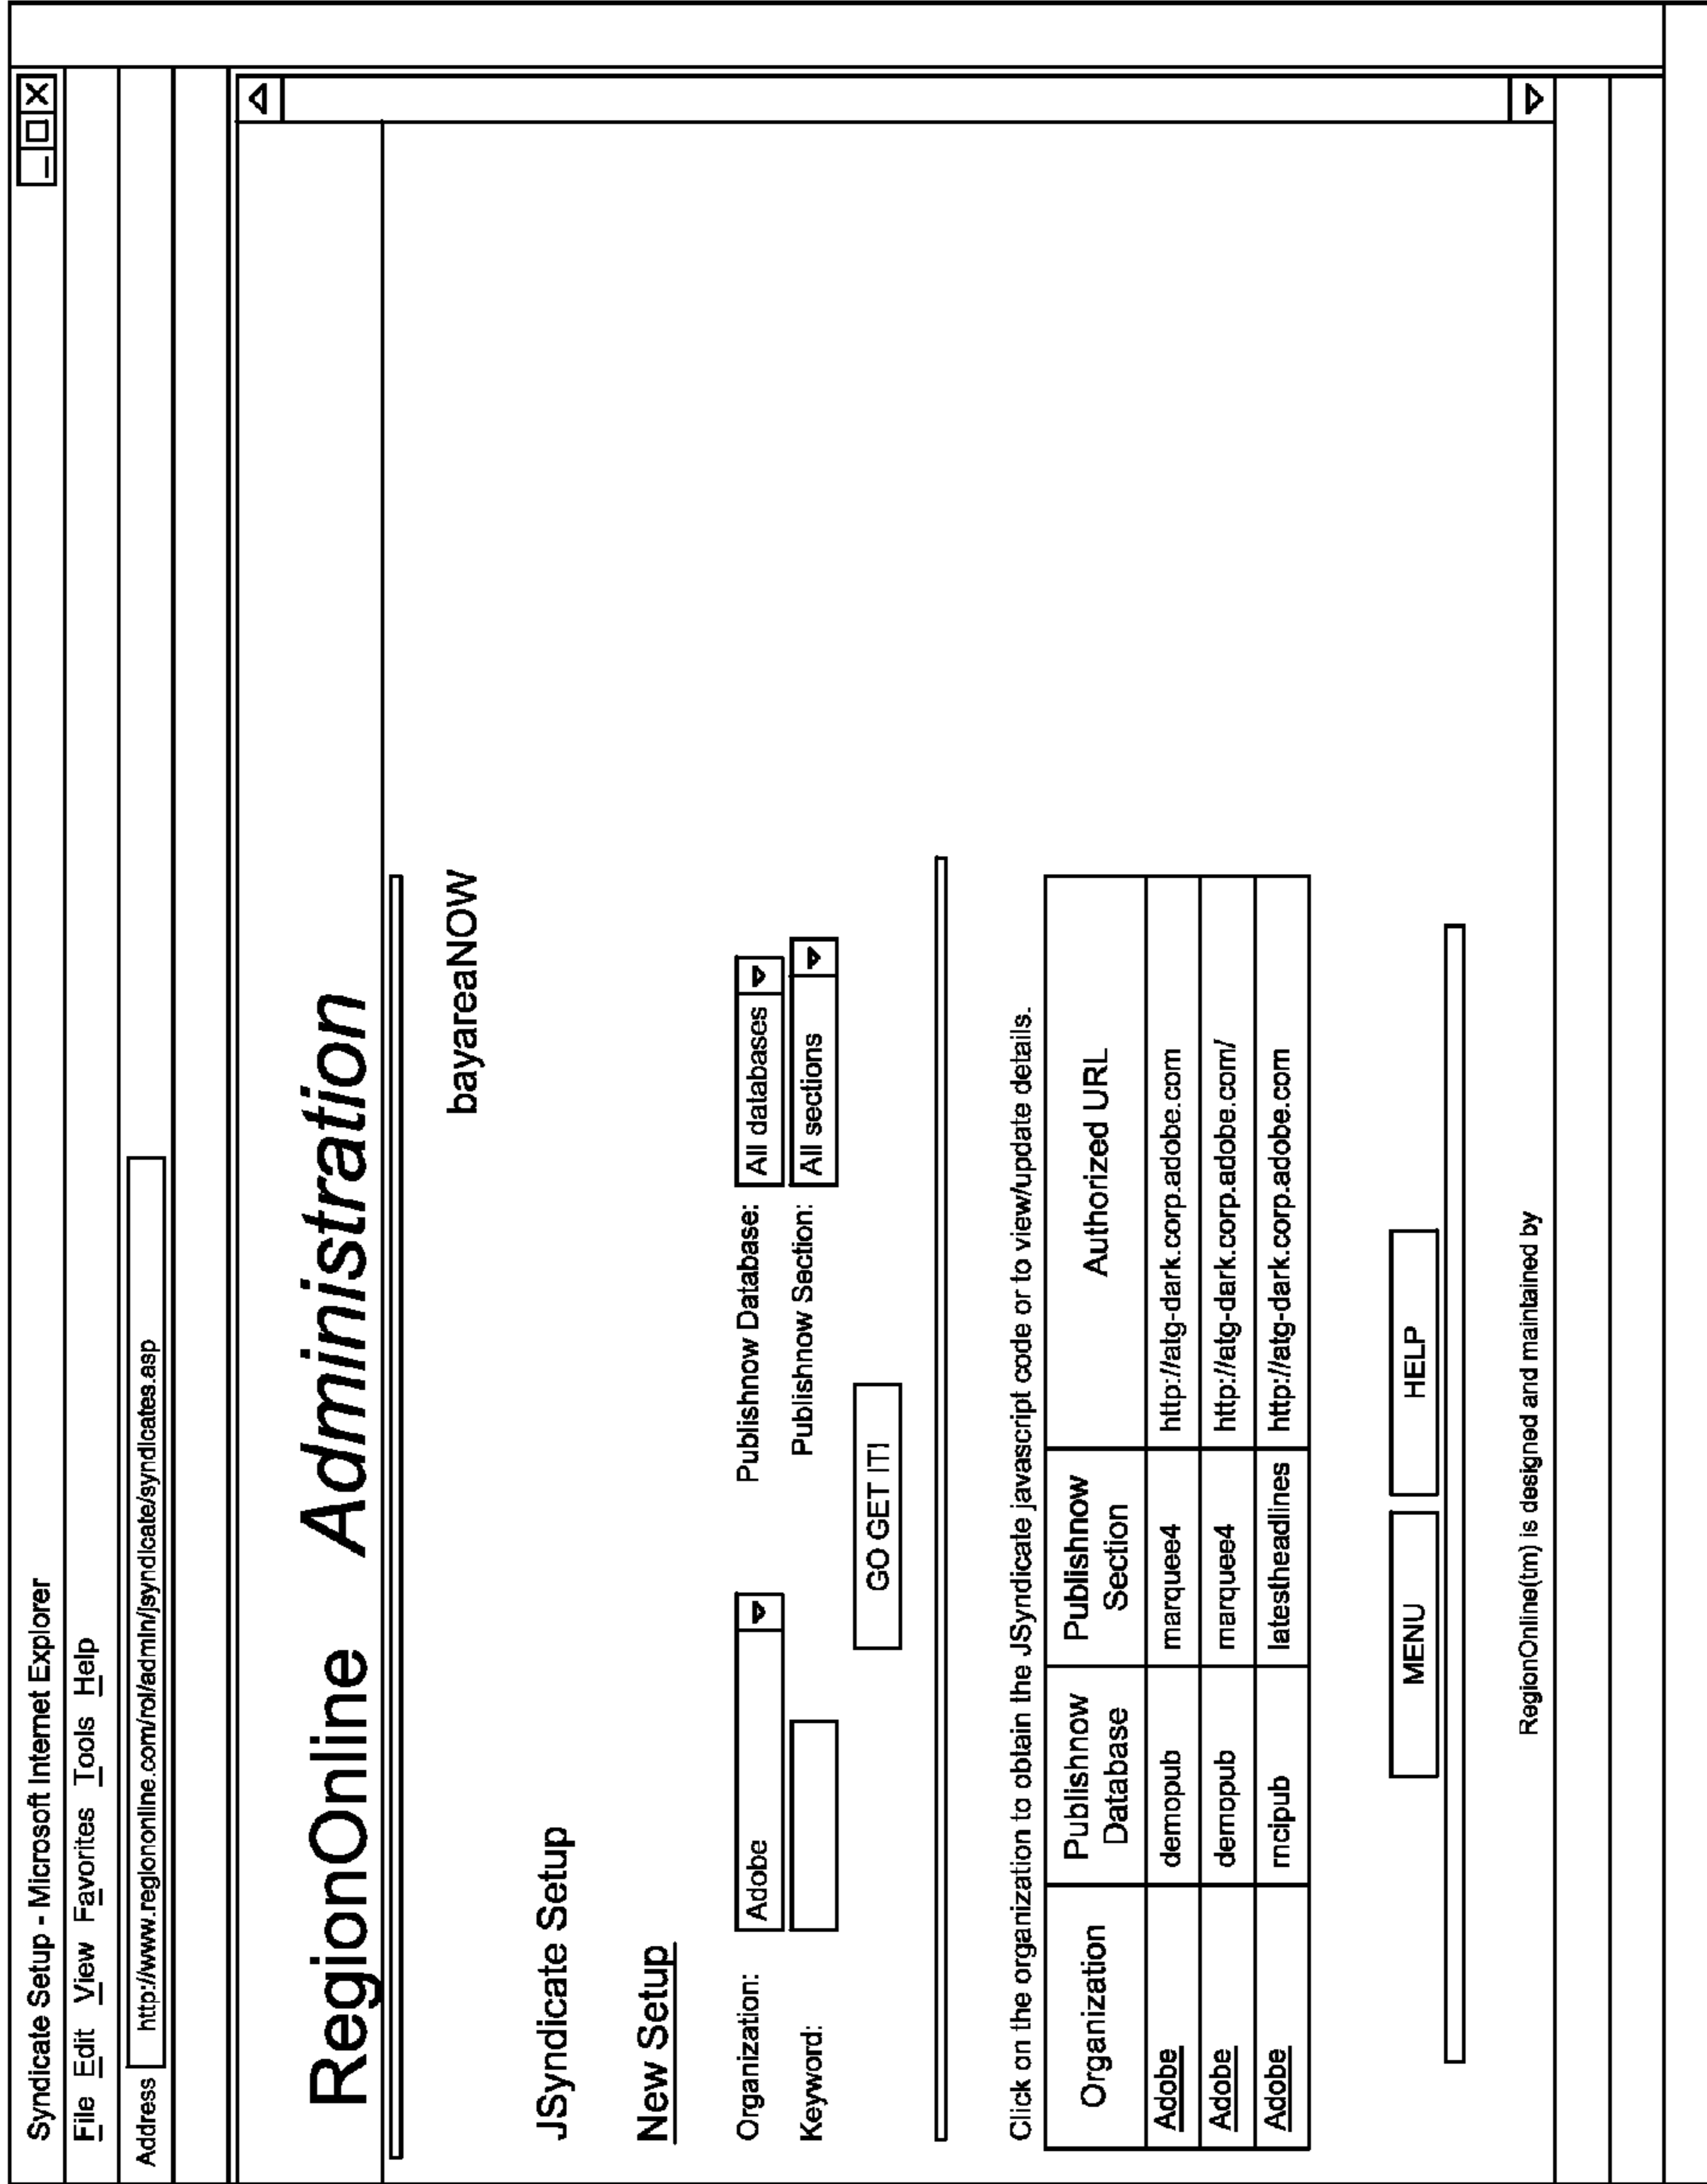 Syndicate Setup - Microsoft Internet Explorer
File Edit View Favorites Tools Help
Address http://www.regiononline.com/rol/admin/jsyndicate/syndicates.asp
RegionOnline Administration
bayareaNOW
JSyndicate Setup
New Setup
Organization: Adobe Publishnow Database: All databases
Keyword: Publishnow Section: All sections
GO GET IT!
Click on the organization to obtain the JSyndicate javascript code or to view/update details.
Organization Publishnow Database Publishnow Section Authorized URL
Adobe demopub marquee4 http://atg-dark.corp.adobe.com
Adobe demopub marquee4 http://atg-dark.corp.adobe.com/
Adobe rncipub latestheadlines http://atg-dark.corp.adobe.com
MENU HELP
RegionOnline(tm) is designed and maintained by